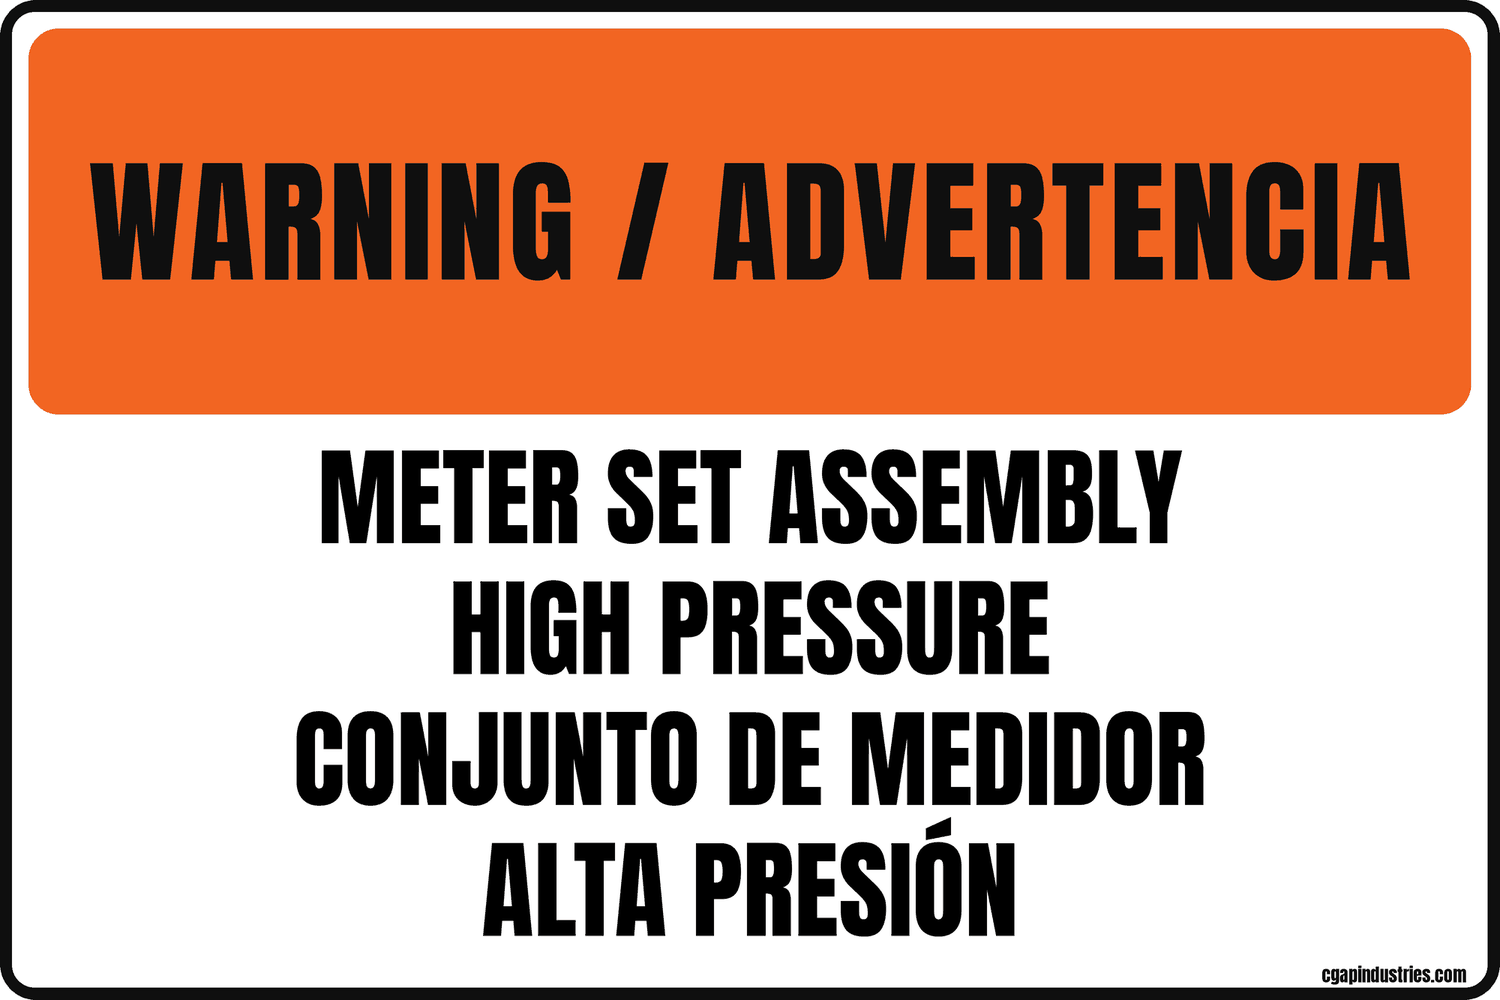 WARNING / ADVERTENCIA
METER SET ASSEMBLY
HIGH PRESSURE
CONJUNTO DE MEDIDOR
ALTA PRESIÓN
cgapindustries.com